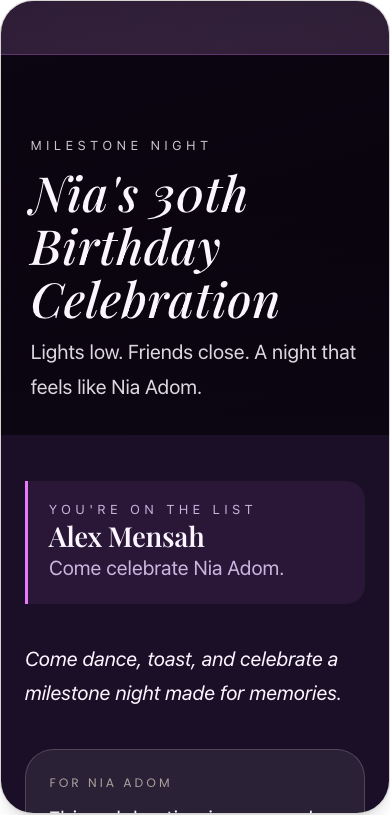 MILESTONE NIGHT
Nia's 30th
Birthday
Celebration
Lights low. Friends close. A night that
feels like Nia Adom.
YOU'RE ON THE LIST
Alex Mensah
Come celebrate Nia Adom.
Come dance, toast, and celebrate a
milestone night made for memories.
FOR NIA ADOM